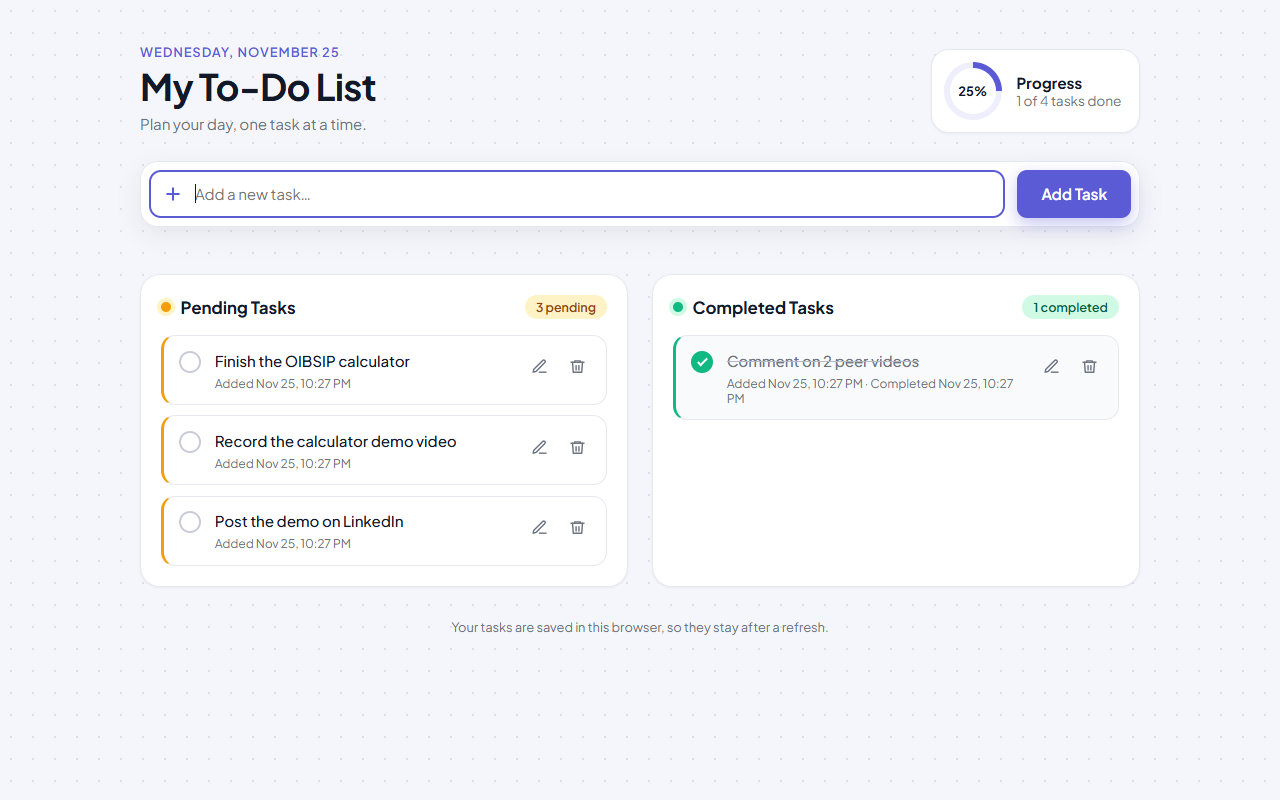 WEDNESDAY, NOVEMBER 25
My To-Do List
Plan your day, one task at a time.
25%
Progress
1 of 4 tasks done
Add a new task...
Add Task
Pending Tasks
3 pending
Finish the OIBSIP calculator
Added Nov 25, 10:27 PM
Record the calculator demo video
Added Nov 25, 10:27 PM
Post the demo on LinkedIn
Added Nov 25, 10:27 PM
Completed Tasks
1 completed
Comment on 2 peer videos
Added Nov 25, 10:27 PM · Completed Nov 25, 10:27
PM
Your tasks are saved in this browser, so they stay after a refresh.